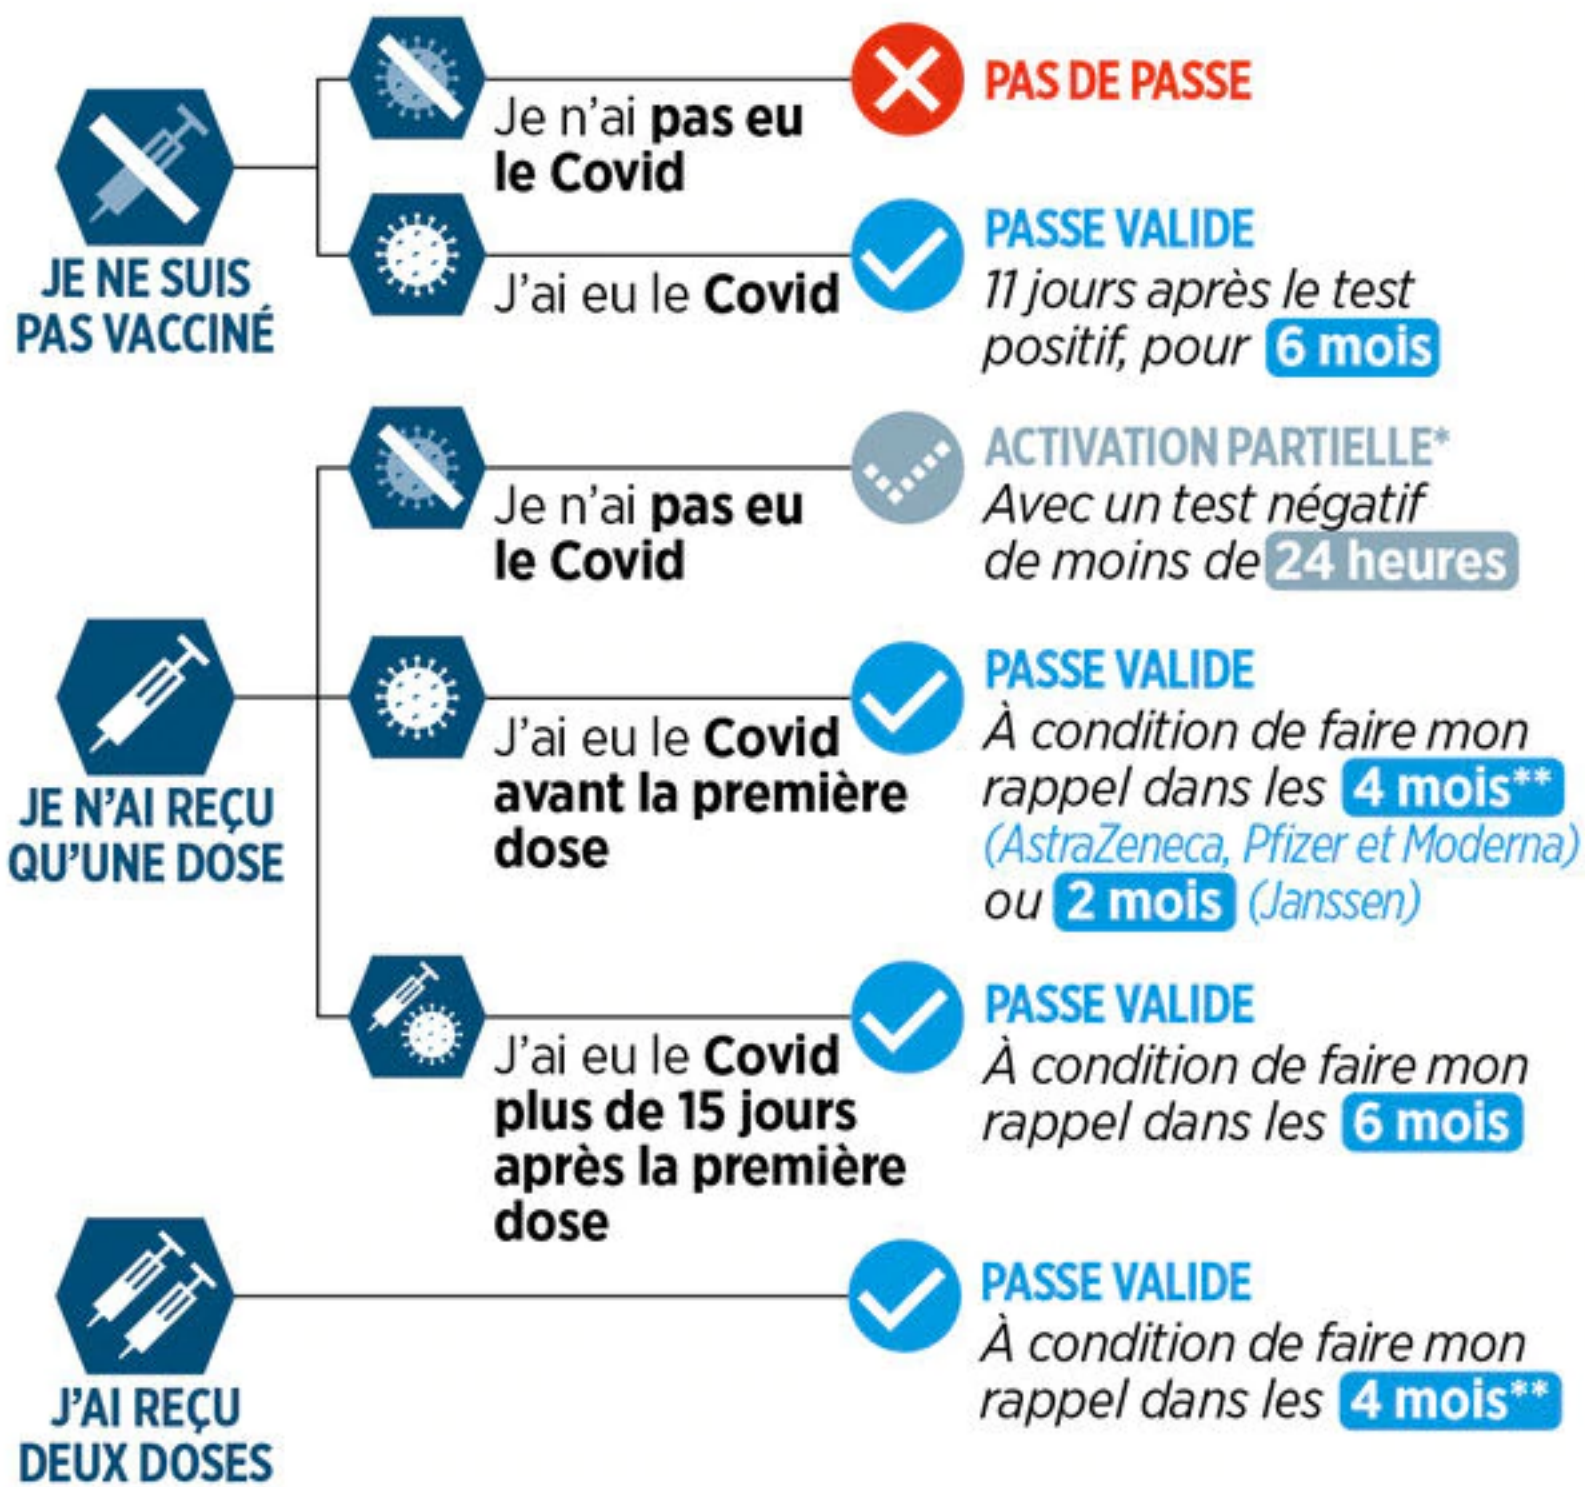 JE NE SUIS
PAS VACCINÉ
Je n'ai pas eu
le Covid
PAS DE PASSE
J'ai eu le Covid
PASSE VALIDE
11 jours après le test
positif, pour 6 mois
JE N'AI REÇU
QU'UNE DOSE
Je n'ai pas eu
le Covid
ACTIVATION PARTIELLE*
Avec un test négatif
de moins de 24 heures
J'ai eu le Covid
avant la première
dose
PASSE VALIDE
À condition de faire mon
rappel dans les 4 mois**
(AstraZeneca, Pfizer et Moderna)
ou 2 mois (Janssen)
J'ai eu le Covid
plus de 15 jours
après la première
dose
PASSE VALIDE
À condition de faire mon
rappel dans les 6 mois
J'AI REÇU
DEUX DOSES
PASSE VALIDE
À condition de faire mon
rappel dans les 4 mois**